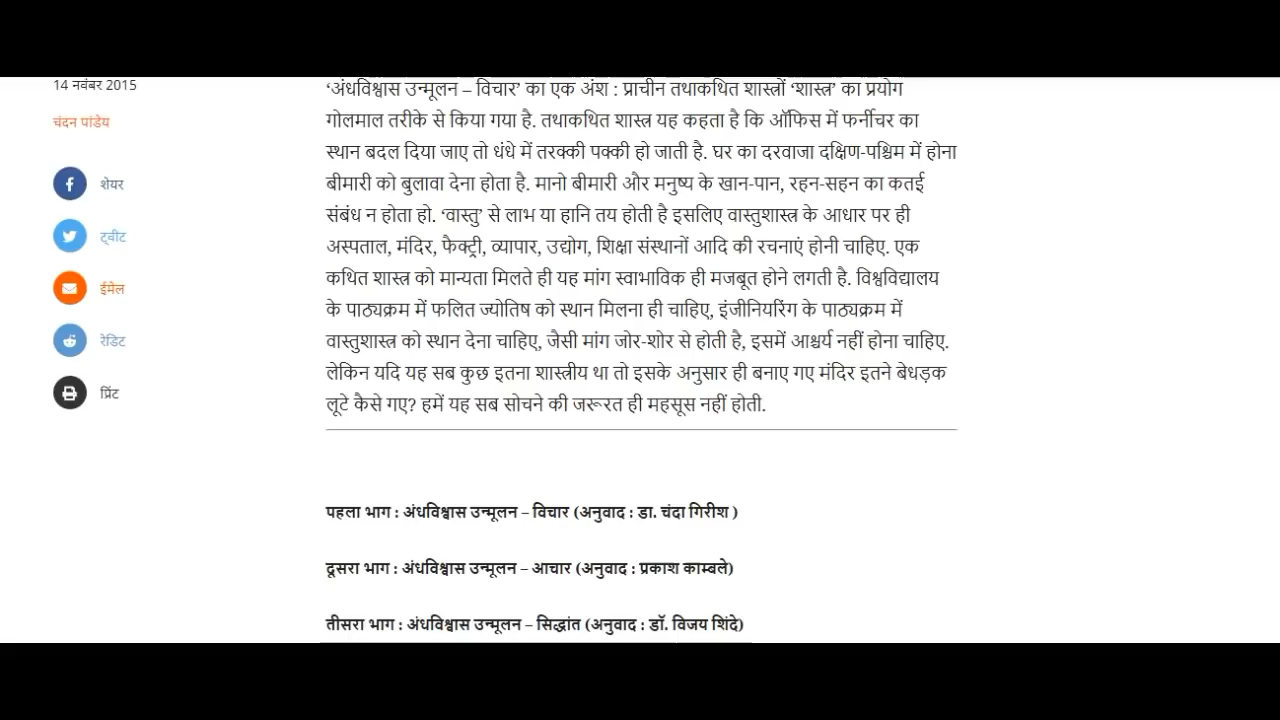 14 नवंबर 2015
चंदन पांडेय
शेयर
ट्वीट
ईमेल
रेडिट
प्रिंट
‘अंधविश्वास उन्मूलन – विचार’ का एक अंश : प्राचीन तथाकथित शास्त्रों ‘शास्त्र’ का प्रयोग
गोलमाल तरीके से किया गया है. तथाकथित शास्त्र यह कहता है कि ऑफिस में फर्नीचर का
स्थान बदल दिया जाए तो धंधे में तरक्की पक्की हो जाती है. घर का दरवाजा दक्षिण-पश्चिम में होना
बीमारी को बुलावा देना होता है. मानो बीमारी और मनुष्य के खान-पान, रहन-सहन का कतई
संबंध न होता हो. ‘वास्तु’ से लाभ या हानि तय होती है इसलिए वास्तुशास्त्र के आधार पर ही
अस्पताल, मंदिर, फैक्ट्री, व्यापार, उद्योग, शिक्षा संस्थानों आदि की रचनाएं होनी चाहिए. एक
कथित शास्त्र को मान्यता मिलते ही यह मांग स्वाभाविक ही मजबूत होने लगती है. विश्वविद्यालय
के पाठ्यक्रम में फलित ज्योतिष को स्थान मिलना ही चाहिए, इंजीनियरिंग के पाठ्यक्रम में
वास्तुशास्त्र को स्थान देना चाहिए, जैसी मांग जोर-शोर से होती है, इसमें आश्चर्य नहीं होना चाहिए.
लेकिन यदि यह सब कुछ इतना शास्त्रीय था तो इसके अनुसार ही बनाए गए मंदिर इतने बेधड़क
लूटे कैसे गए? हमें यह सब सोचने की जरूरत ही महसूस नहीं होती.
पहला भाग : अंधविश्वास उन्मूलन – विचार (अनुवाद : डा. चंदा गिरीश )
दूसरा भाग : अंधविश्वास उन्मूलन – आचार (अनुवाद : प्रकाश काम्बले)
तीसरा भाग : अंधविश्वास उन्मूलन – सिद्धांत (अनुवाद : डॉ. विजय शिंदे)